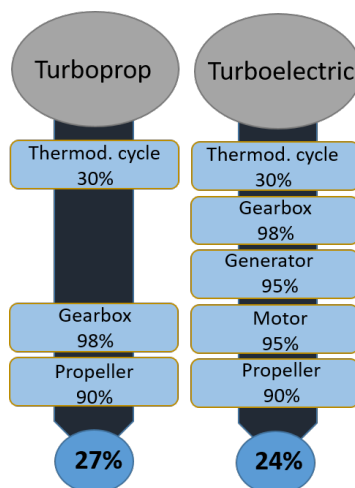 Turboprop
Thermod. cycle
30%
Gearbox
98%
Propeller
90%
27%
Turboelectric
Thermod. cycle
30%
Gearbox
98%
Generator
95%
Motor
95%
Propeller
90%
24%